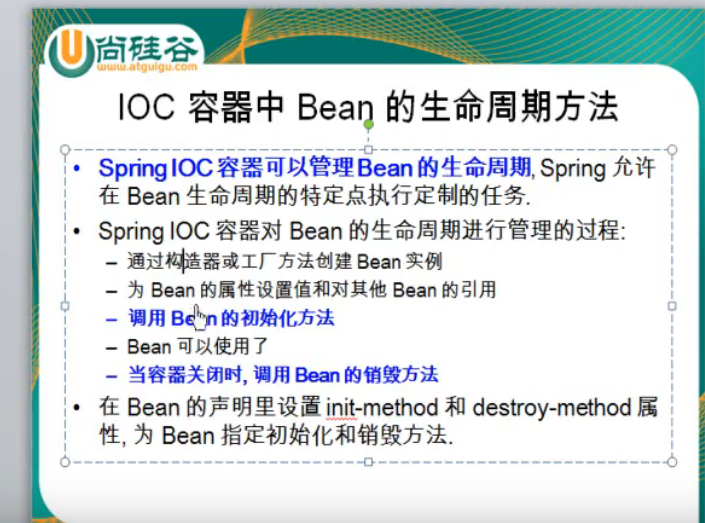 尚硅谷
www.atguigu.com
IOC 容器中 Bean 的生命周期方法
• Spring IOC 容器可以管理 Bean 的生命周期, Spring 允许
在 Bean 生命周期的特定点执行定制的任务.
• Spring IOC 容器对 Bean 的生命周期进行管理的过程:
– 通过构造器或工厂方法创建 Bean 实例
– 为 Bean 的属性设置值和对其他 Bean 的引用
– 调用 Bean 的初始化方法
– Bean 可以使用了
– 当容器关闭时, 调用 Bean 的销毁方法
• 在 Bean 的声明里设置 init-method 和 destroy-method 属
性, 为 Bean 指定初始化和销毁方法.